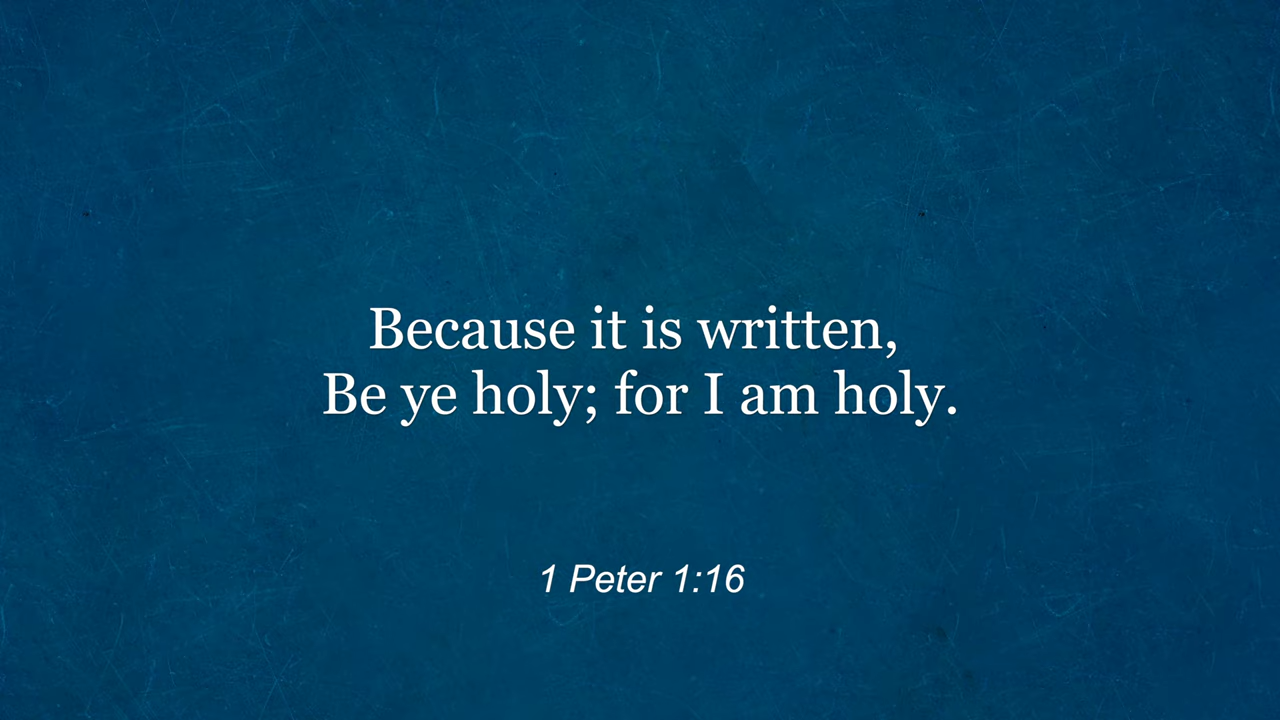 Because it is written,
Be ye holy; for I am holy.
1 Peter 1:16